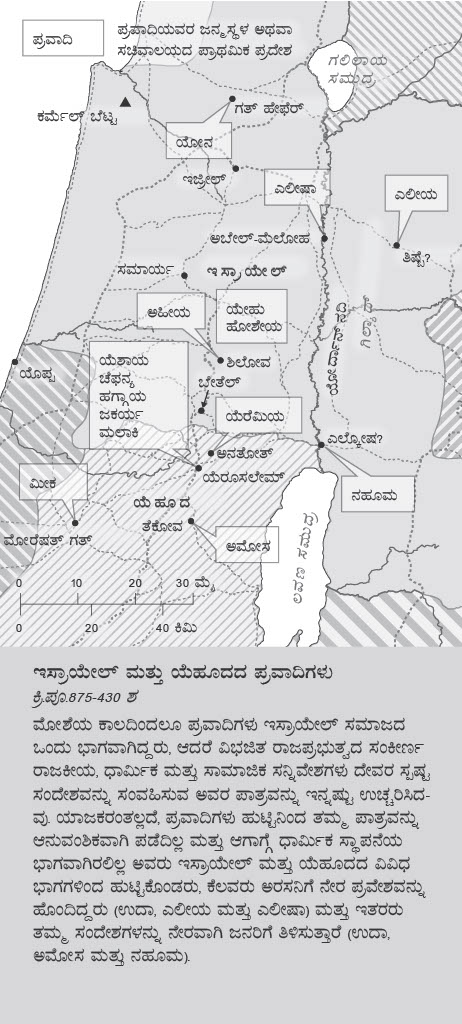 ಪ್ರವಾದಿ
ಪ್ರವಾದಿಯವರ ಜನ್ಮಸ್ಥಳ ಅಥವಾ
ಸಚಿವಾಲಯದ ಪ್ರಾಥಮಿಕ ಪ್ರದೇಶ
ಗಲಿಲಾಯ
ಸಮುದ್ರ
ಕರ್ಮೆಲ್ ಬೆಟ್ಟ
ಗತ್ ಹೇಫೆರ್
ಯೋನ
ಇಜ್ರೇಲ್
ಎಲೀಷಾ
ಎಲೀಯ
ಅಬೇಲ್-ಮೆಲೋಹ
ತಿಷ್ಬೆ?
ಸಮಾರ್ಯ
ಇಸ್ರಾಯೇಲ್
ಅಹೀಯ
ಯೇಹು
ಹೋಶೇಯ
ಯೆಶಾಯ
ಚೆಫನ್ಯ
ಹಗ್ಗಾಯ
ಜಕರ್ಯ
ಮಲಾಕಿ
ಶಿಲೋವ
ಯೊಪ್ಪ
ಬೇತೆಲ್
ಯೆರೆಮಿಯ
ಎಲ್ಕೋಷ?
ಅನತೋತ್
ಯೆರೂಸಲೇಮ್
ಮೀಕ
ನಹೂಮ
ಯೆಹೂದ
ತೆಕೋವ
ಮೋರೆಷತ್ ಗತ್
ಅಮೋಸ
ಲವಣ ಸಮುದ್ರ
0 10 20 30 ಮೈ
0 20 40 ಕಿಮಿ
ಇಸ್ರಾಯೇಲ್ ಮತ್ತು ಯೆಹೂದದ ಪ್ರವಾದಿಗಳು
ಕ್ರಿ.ಪೂ.875-430 ಶ
ಮೋಶೆಯ ಕಾಲದಿಂದಲೂ ಪ್ರವಾದಿಗಳು ಇಸ್ರಾಯೇಲ್ ಸಮಾಜದ
ಒಂದು ಭಾಗವಾಗಿದ್ದರು, ಆದರೆ ವಿಭಜಿತ ರಾಜಪ್ರಭುತ್ವದ ಸಂಕೀರ್ಣ
ರಾಜಕೀಯ, ಧಾರ್ಮಿಕ ಮತ್ತು ಸಾಮಾಜಿಕ ಸನ್ನಿವೇಶಗಳು ದೇವರ ಸ್ಪಷ್ಟ
ಸಂದೇಶವನ್ನು ಸಂವಹಿಸುವ ಅವರ ಪಾತ್ರವನ್ನು ಇನ್ನಷ್ಟು ಉಚ್ಚರಿಸಿದ-
ವು. ಯಾಜಕರಂತಲ್ಲದೆ, ಪ್ರವಾದಿಗಳು ಹುಟ್ಟಿನಿಂದ ತಮ್ಮ ಪಾತ್ರವನ್ನು
ಆನುವಂಶಿಕವಾಗಿ ಪಡೆದಿಲ್ಲ ಮತ್ತು ಆಗಾಗ್ಗೆ ಧಾರ್ಮಿಕ ಸ್ಥಾಪನೆಯ
ಭಾಗವಾಗಿರಲಿಲ್ಲ ಅವರು ಇಸ್ರಾಯೇಲ್ ಮತ್ತು ಯೆಹೂದದ ವಿವಿಧ
ಭಾಗಗಳಿಂದ ಹುಟ್ಟಿಕೊಂಡರು, ಕೆಲವರು ಅರಸನಿಗೆ ನೇರ ಪ್ರವೇಶವನ್ನು
ಹೊಂದಿದ್ದರು (ಉದಾ, ಎಲೀಯ ಮತ್ತು ಎಲೀಷಾ) ಮತ್ತು ಇತರರು
ತಮ್ಮ ಸಂದೇಶಗಳನ್ನು ನೇರವಾಗಿ ಜನರಿಗೆ ತಿಳಿಸುತ್ತಾರೆ (ಉದಾ,
ಅಮೋಸ ಮತ್ತು ನಹೂಮ).